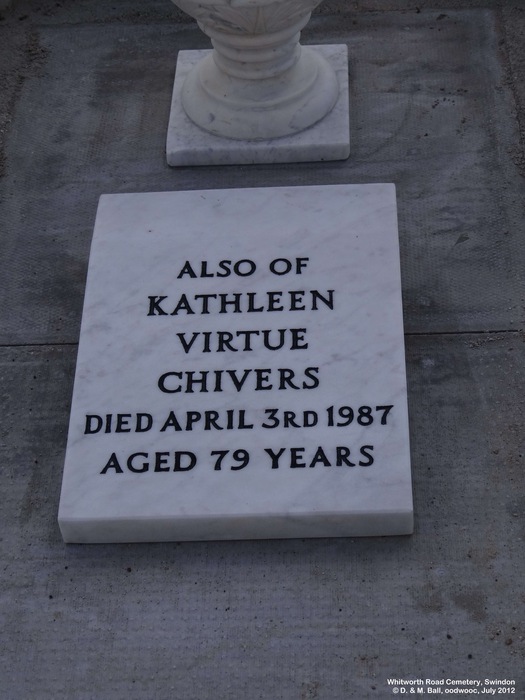 ALSO OF
KATHLEEN
VIRTUE
CHIVERS
DIED APRIL 3RD 1987
AGED 79 YEARS
Whitworth Road Cemetery, Swindon
© D. & M. Ball, oodwooc, July 2012